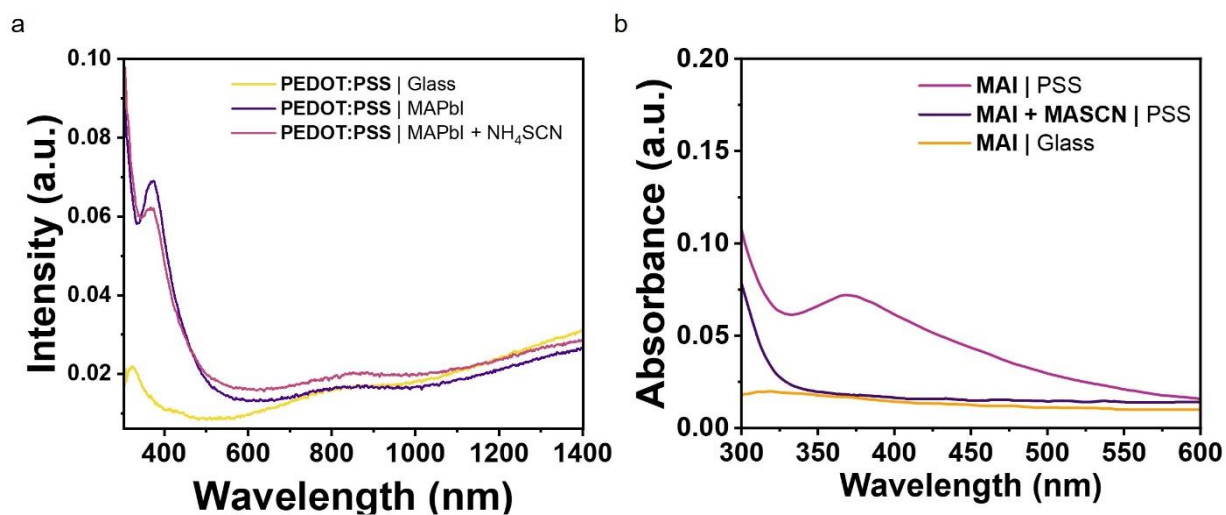 a
Intensity (a.u.)
0.10
0.08
0.06
0.04
0.02
PEDOT:PSS | Glass
PEDOT:PSS | MAPbI
PEDOT:PSS | MAPbI + NH₄SCN
400 600 800 1000 1200 1400
Wavelength (nm)
b
Absorbance (a.u.)
0.20
0.15
0.10
0.05
0.00
MAI | PSS
MAI + MASCN | PSS
MAI | Glass
300 350 400 450 500 550 600
Wavelength (nm)